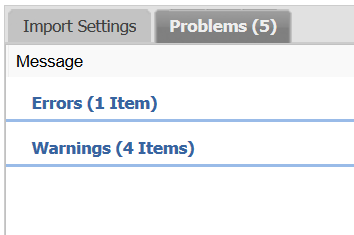 Import Settings Problems (5)
Message
Errors (1 Item)
Warnings (4 Items)